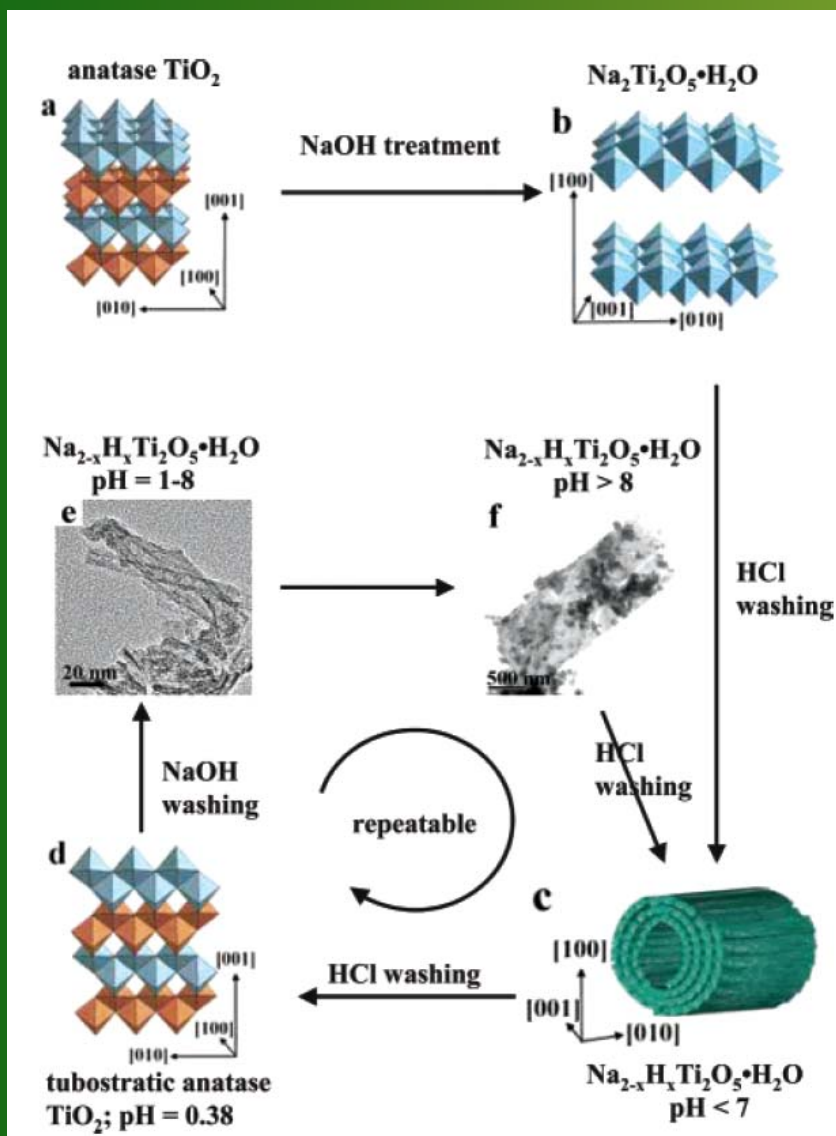 anatase TiO₂
Na₂Ti₂O₅•H₂O
a
NaOH treatment
b
[001]
[100]
[010]
[100]
[001]
[010]
Na₂₋ₓHₓTi₂O₅•H₂O
pH = 1-8
Na₂₋ₓHₓTi₂O₅•H₂O
pH > 8
e
f
20 nm
500 nm
HCl
washing
HCl
washing
NaOH
washing
repeatable
d
[001]
[100]
[010]
HCl washing
c
[100]
[001]
[010]
tubostratic anatase
TiO₂; pH = 0.38
Na₂₋ₓHₓTi₂O₅•H₂O
pH < 7